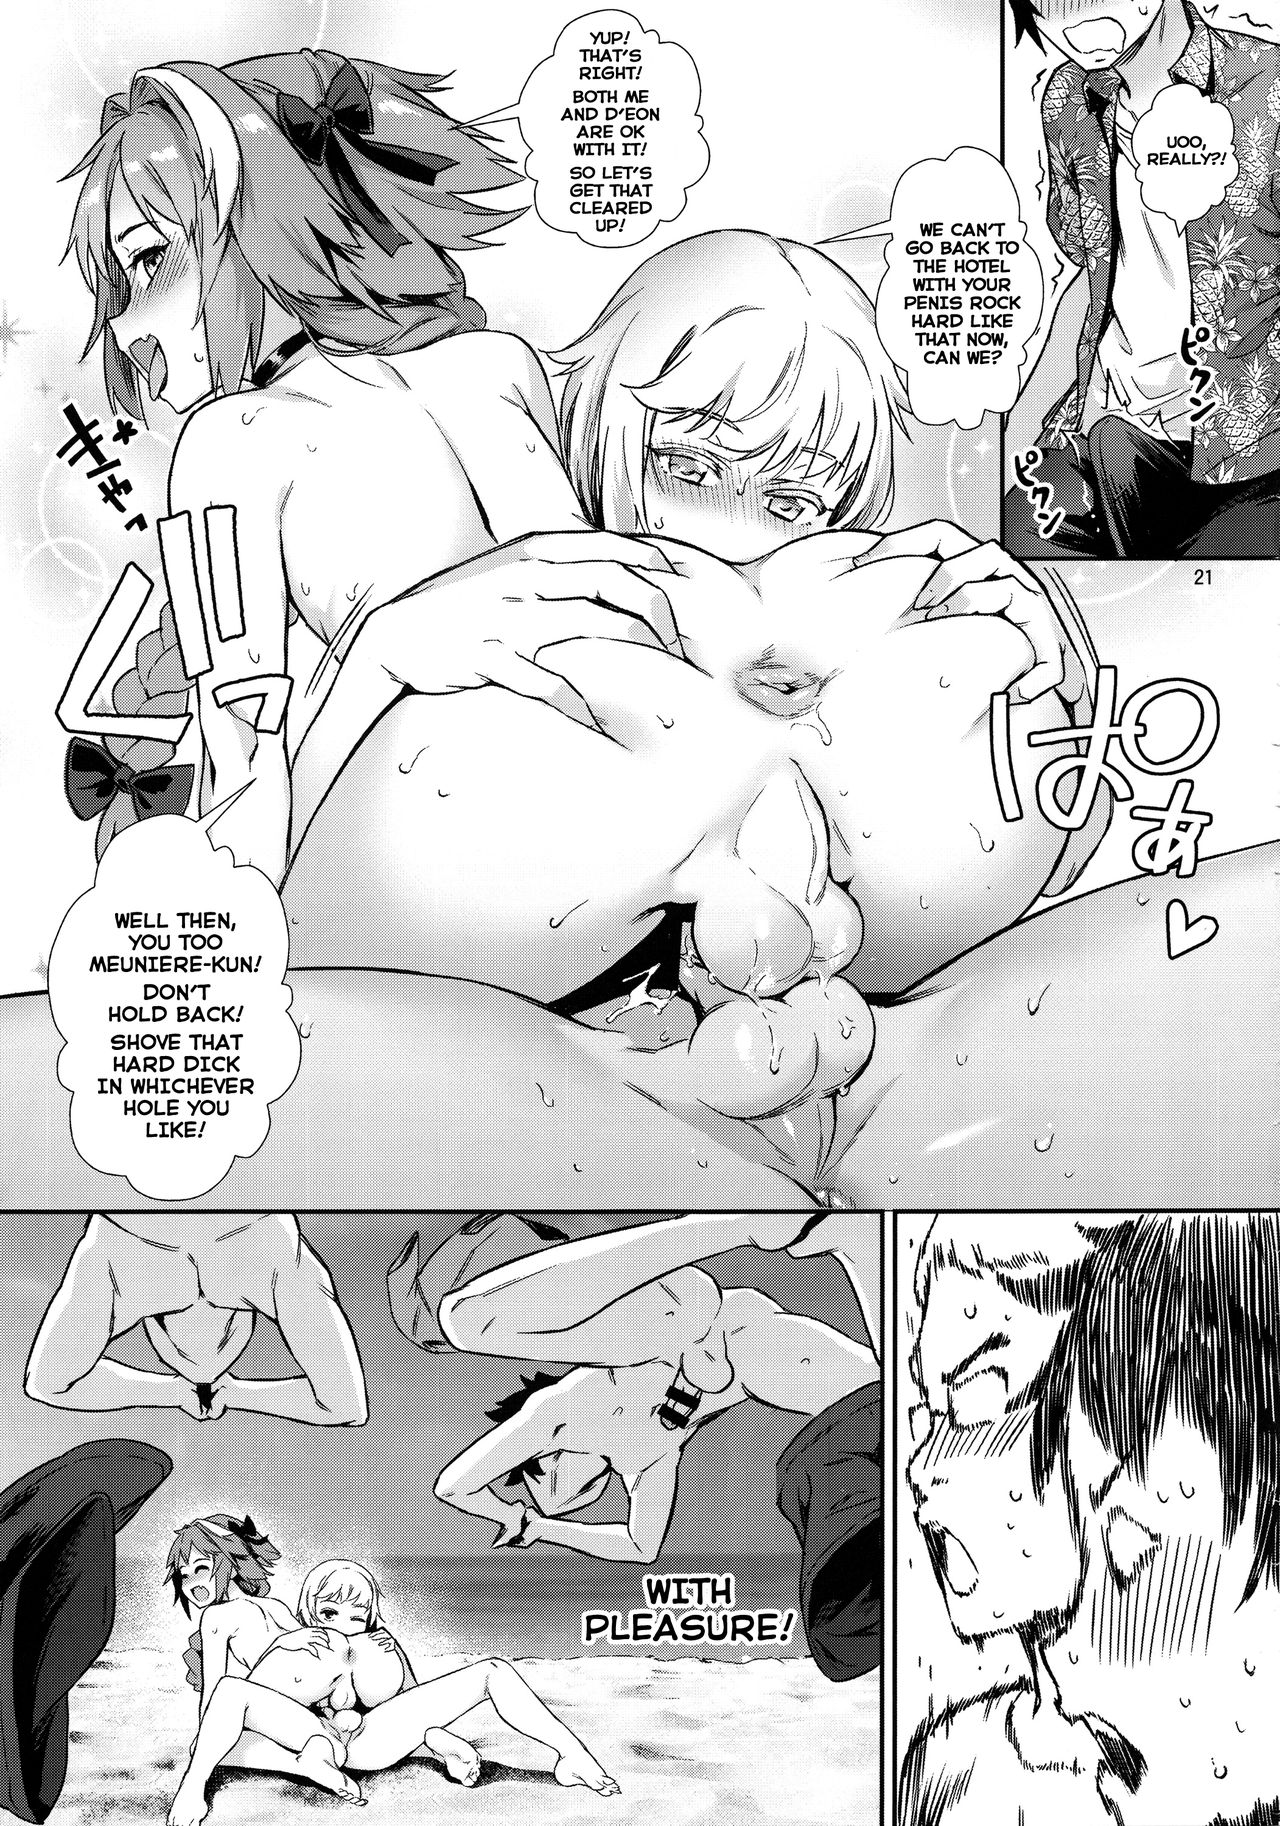 UOO,
REALLY?!
ピクン
ピクン
YUP!
THAT'S
RIGHT!
BOTH ME
AND D'EON
ARE OK
WITH IT!
SO LET'S
GET THAT
CLEARED
UP!
WE CAN'T
GO BACK TO
THE HOTEL
WITH YOUR
PENIS ROCK
HARD LIKE
THAT NOW,
CAN WE?
21
ぱぁ
WELL THEN,
YOU TOO
MEUNIERE-KUN!
DON'T
HOLD BACK!
SHOVE THAT
HARD DICK
IN WHICHEVER
HOLE YOU
LIKE!
WITH
PLEASURE!